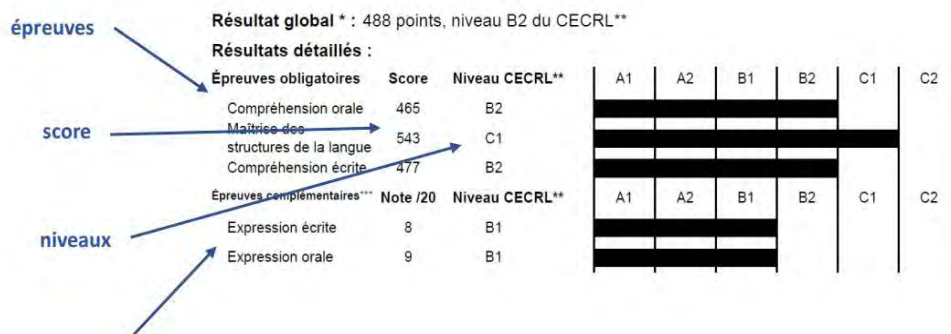 Résultat global * : 488 points, niveau B2 du CECRL**
épreuves
Résultats détaillés :
Épreuves obligatoires Score Niveau CECRL** A1 A2 B1 B2 C1 C2
Compréhension orale 465 B2
score
Maîtrise des
structures de la langue 543 C1
Compréhension écrite 477 B2
Épreuves complémentaires*** Note /20 Niveau CECRL** A1 A2 B1 B2 C1 C2
Expression écrite 8 B1
niveaux
Expression orale 9 B1